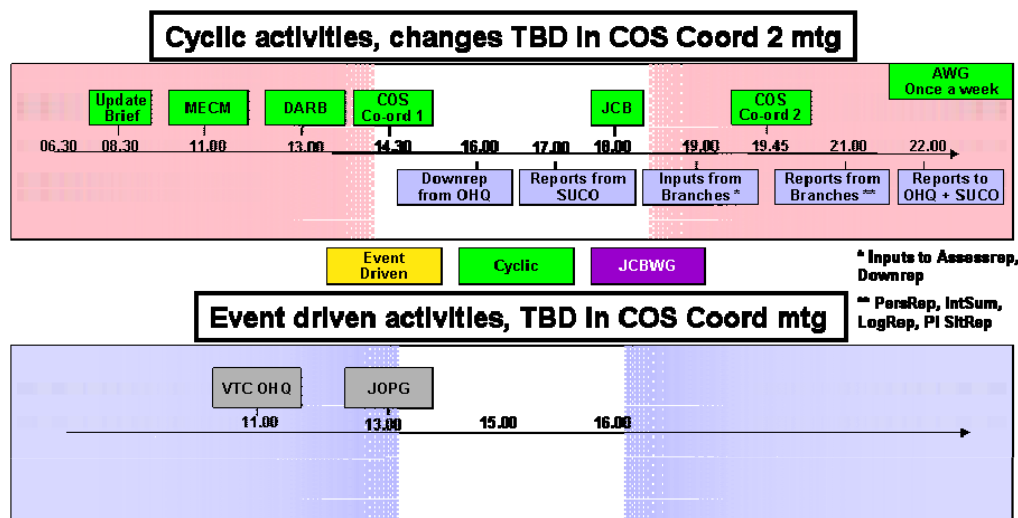 Cyclic activities, changes TBD in COS Coord 2 mtg
AWG
Once a week
Update
Brief
MECM
DARB
COS
Co-ord 1
JCB
COS
Co-ord 2
06.30
08.30
11.00
13.00
14.30
16.00
17.00
18.00
19.00
19.45
21.00
22.00
Downrep
from OHQ
Reports from
SUCO
Inputs from
Branches *
Reports from
Branches **
Reports to
OHQ + SUCO
Event
Driven
Cyclic
JCBWG
* Inputs to Assessrep,
Downrep
** PersRep, IntSum,
LogRep, PI SitRep
Event driven activities, TBD in COS Coord mtg
VTC OHQ
JOPG
11.00
13.00
15.00
16.00